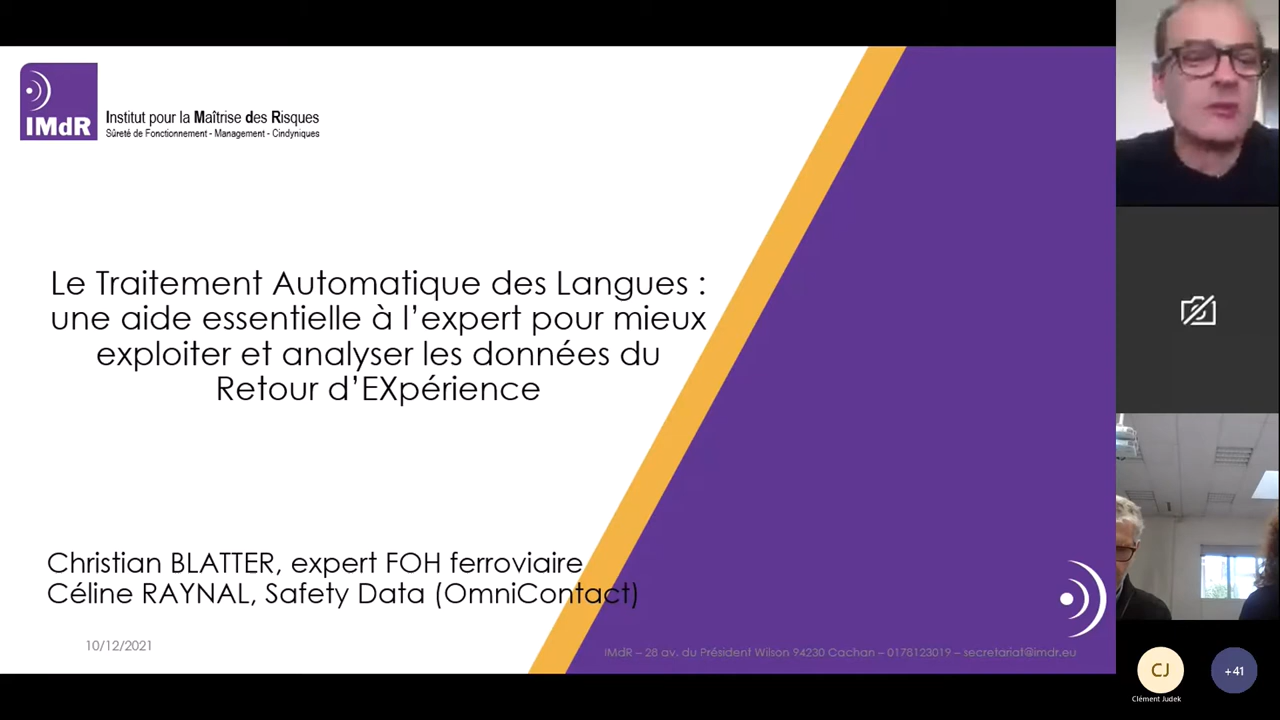 IMdR
Institut pour la Maîtrise des Risques
Sûreté de Fonctionnement - Management - Cindyniques
Le Traitement Automatique des Langues :
une aide essentielle à l’expert pour mieux
exploiter et analyser les données du
Retour d’EXpérience
Christian BLATTER, expert FOH ferroviaire
Céline RAYNAL, Safety Data (OmniContact)
10/12/2021
IMdR – 28 av. du Président Wilson 94230 Cachan – 0178123019 – secretariat@imdr.eu
CJ
+41
Clément Judek